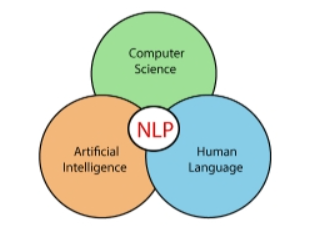 Computer
Science
NLP
Artificial
Intelligence
Human
Language